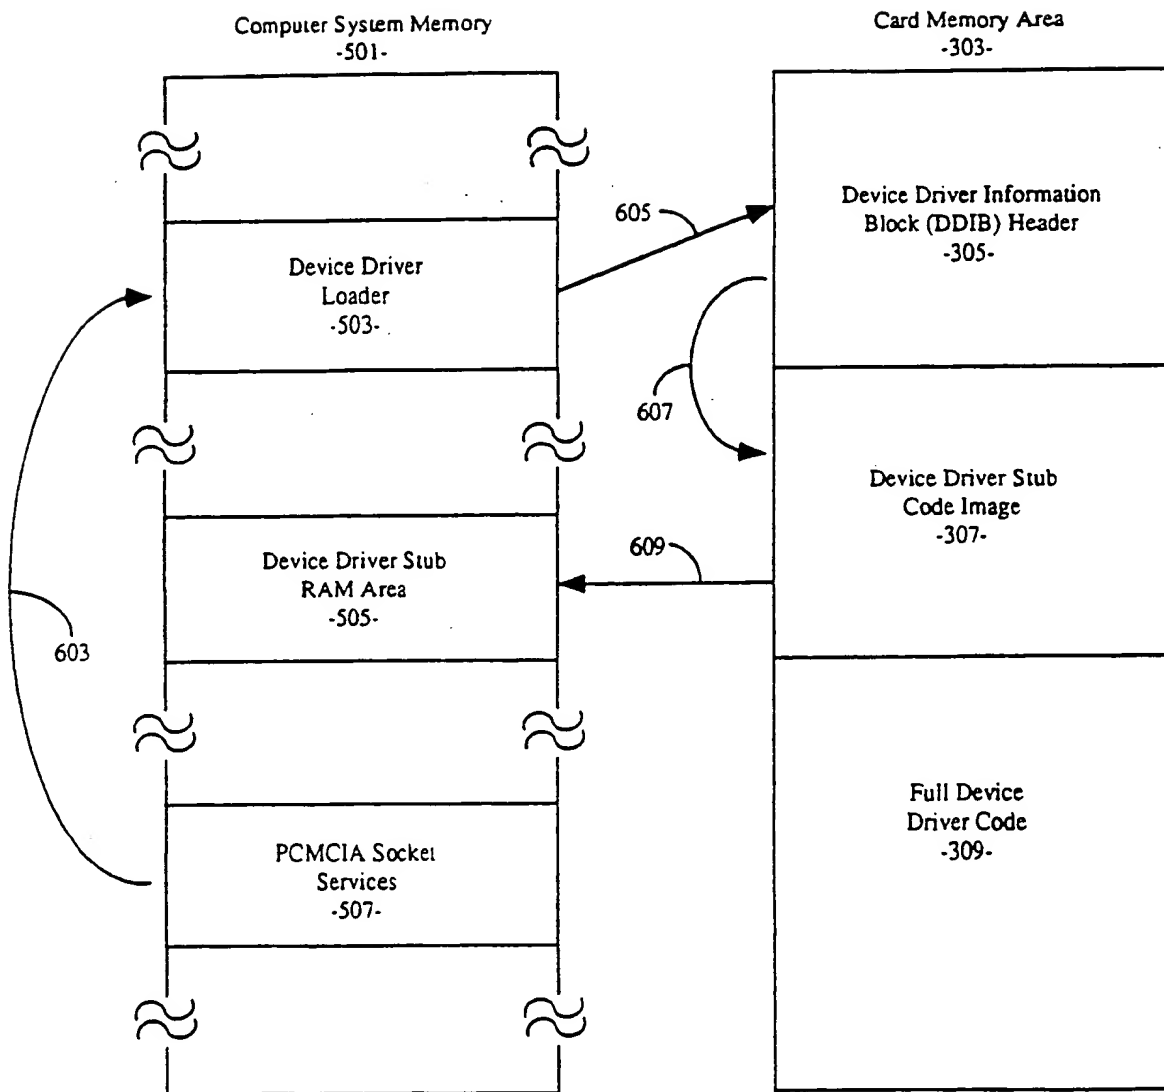 Computer System Memory
-501-
Card Memory Area
-303-
605
Device Driver Information
Block (DDIB) Header
-305-
Device Driver
Loader
-503-
607
Device Driver Stub
Code Image
-307-
609
Device Driver Stub
RAM Area
-505-
603
Full Device
Driver Code
-309-
PCMCIA Socket
Services
-507-